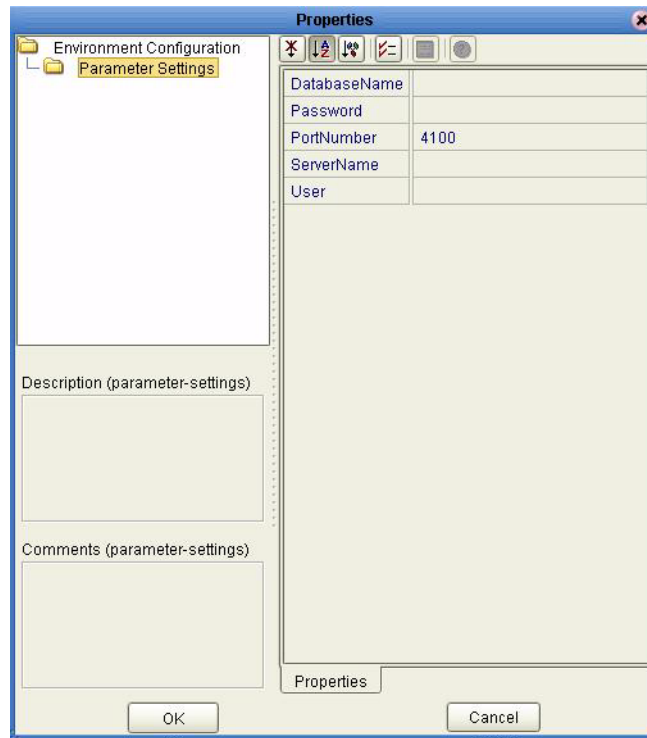 Properties
Environment Configuration
Parameter Settings
DatabaseName
Password
PortNumber 4100
ServerName
User
Description (parameter-settings)
Comments (parameter-settings)
Properties
OK
Cancel